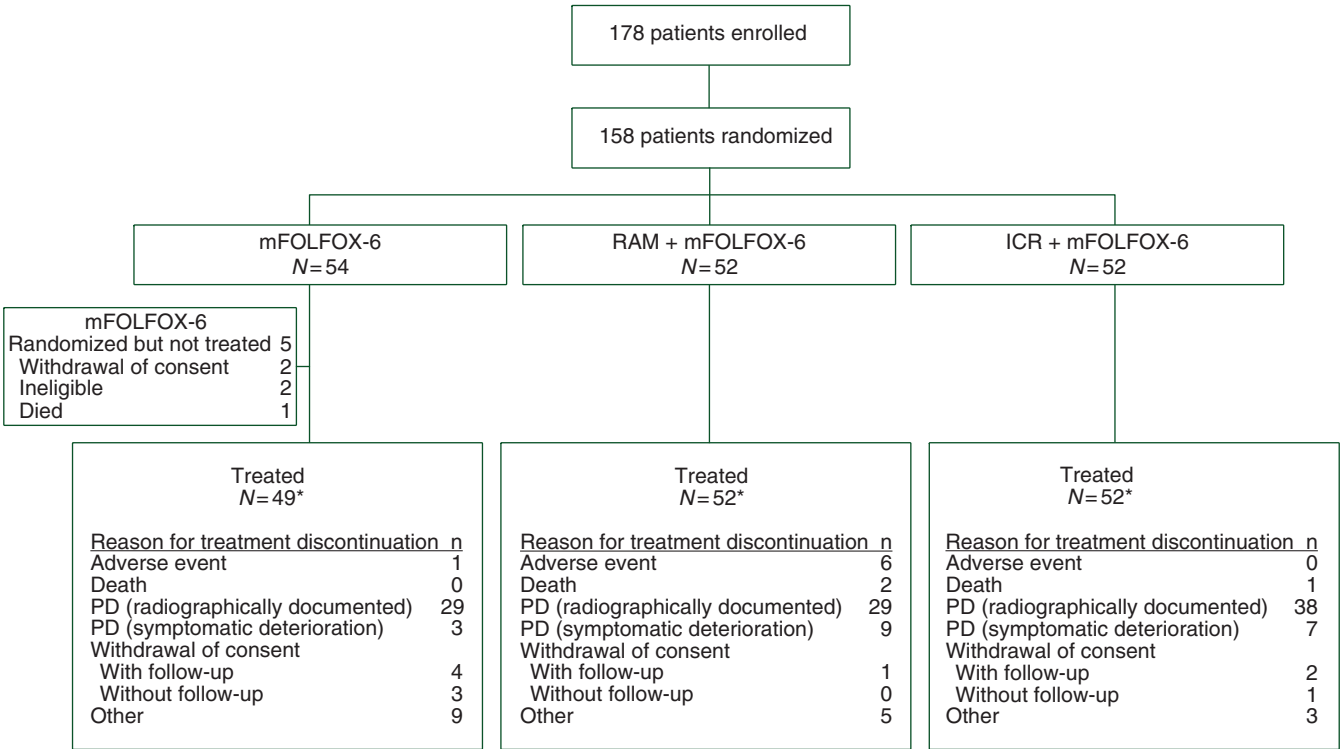 178 patients enrolled
158 patients randomized
mFOLFOX-6
N=54
RAM + mFOLFOX-6
N=52
ICR + mFOLFOX-6
N=52
mFOLFOX-6
Randomized but not treated 5
Withdrawal of consent 2
Ineligible 2
Died 1
Treated
N=49*
Reason for treatment discontinuation n
Adverse event 1
Death 0
PD (radiographically documented) 29
PD (symptomatic deterioration) 3
Withdrawal of consent
With follow-up 4
Without follow-up 3
Other 9
Treated
N=52*
Reason for treatment discontinuation n
Adverse event 6
Death 2
PD (radiographically documented) 29
PD (symptomatic deterioration) 9
Withdrawal of consent
With follow-up 1
Without follow-up 0
Other 5
Treated
N=52*
Reason for treatment discontinuation n
Adverse event 0
Death 1
PD (radiographically documented) 38
PD (symptomatic deterioration) 7
Withdrawal of consent
With follow-up 2
Without follow-up 1
Other 3